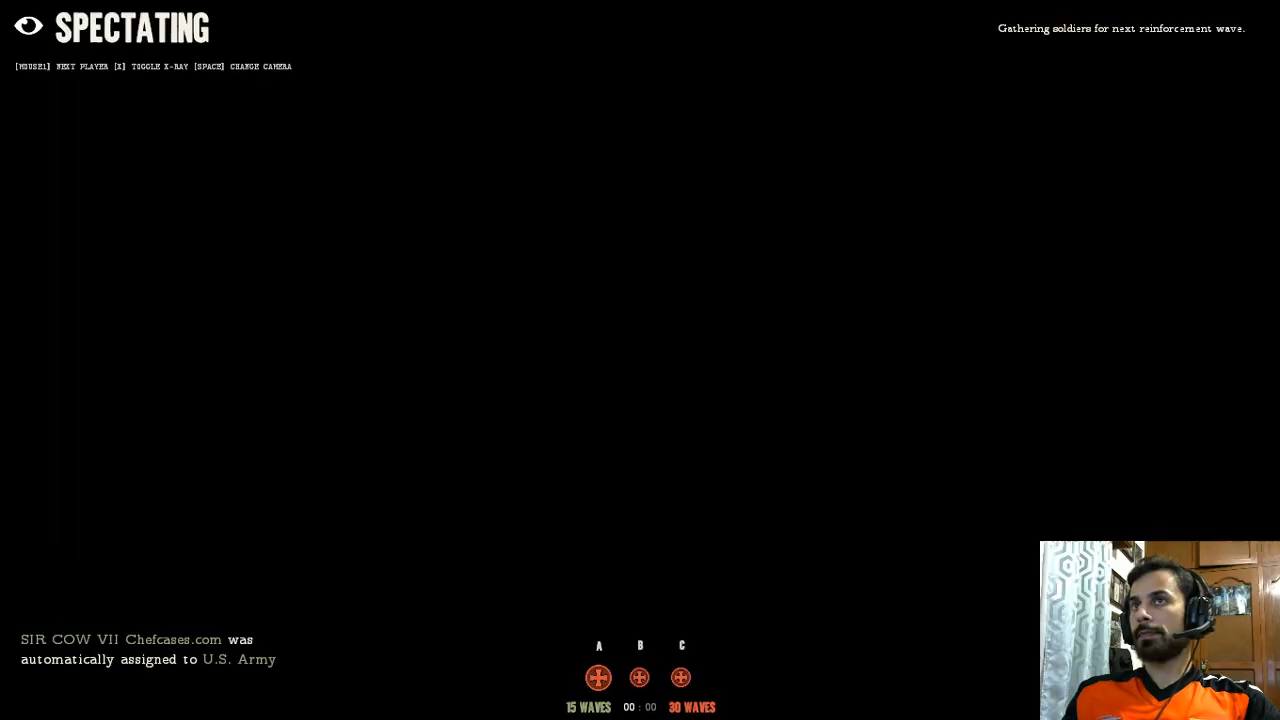 SPECTATING
Gathering soldiers for next reinforcement wave.
[MOUSE1] NEXT PLAYER [X] TOGGLE X-RAY [SPACE] CHANGE CAMERA
SIR COW VII Chefcases.com was
automatically assigned to U.S. Army
A B C
15 WAVES 00 : 00 30 WAVES